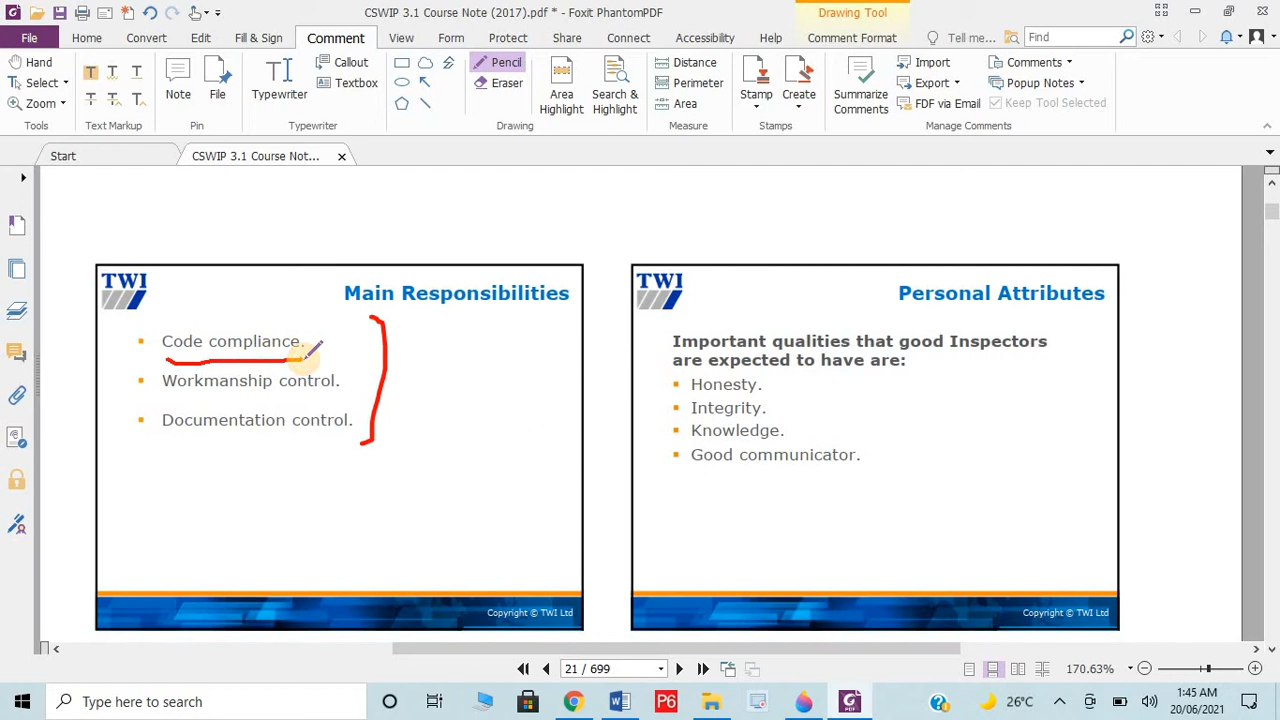 CSWIP 3.1 Course Note (2017).pdf * - Foxit PhantomPDF
Drawing Tool
File Home Convert Edit Fill & Sign Comment View Form Protect Share Connect Accessibility Help Comment Format Tell me... Find
Hand
Select
Zoom
Tools
T T T
T T T
Text Markup
Note
File
Pin
Typewriter
Callout
Textbox
Typewriter
Pencil
Eraser
Drawing
Area
Highlight
Search &
Highlight
Distance
Perimeter
Area
Measure
Stamp
Create
Stamps
Summarize
Comments
Import
Export
FDF via Email
Comments
Popup Notes
Keep Tool Selected
Manage Comments
Start
CSWIP 3.1 Course Not...
TWI
Main Responsibilities
Code compliance.
Workmanship control.
Documentation control.
Copyright © TWI Ltd
TWI
Personal Attributes
Important qualities that good Inspectors
are expected to have are:
Honesty.
Integrity.
Knowledge.
Good communicator.
Copyright © TWI Ltd
21 / 699
170.63%
Type here to search
P6
PDF
26°C
1:45 AM
20/06/2021